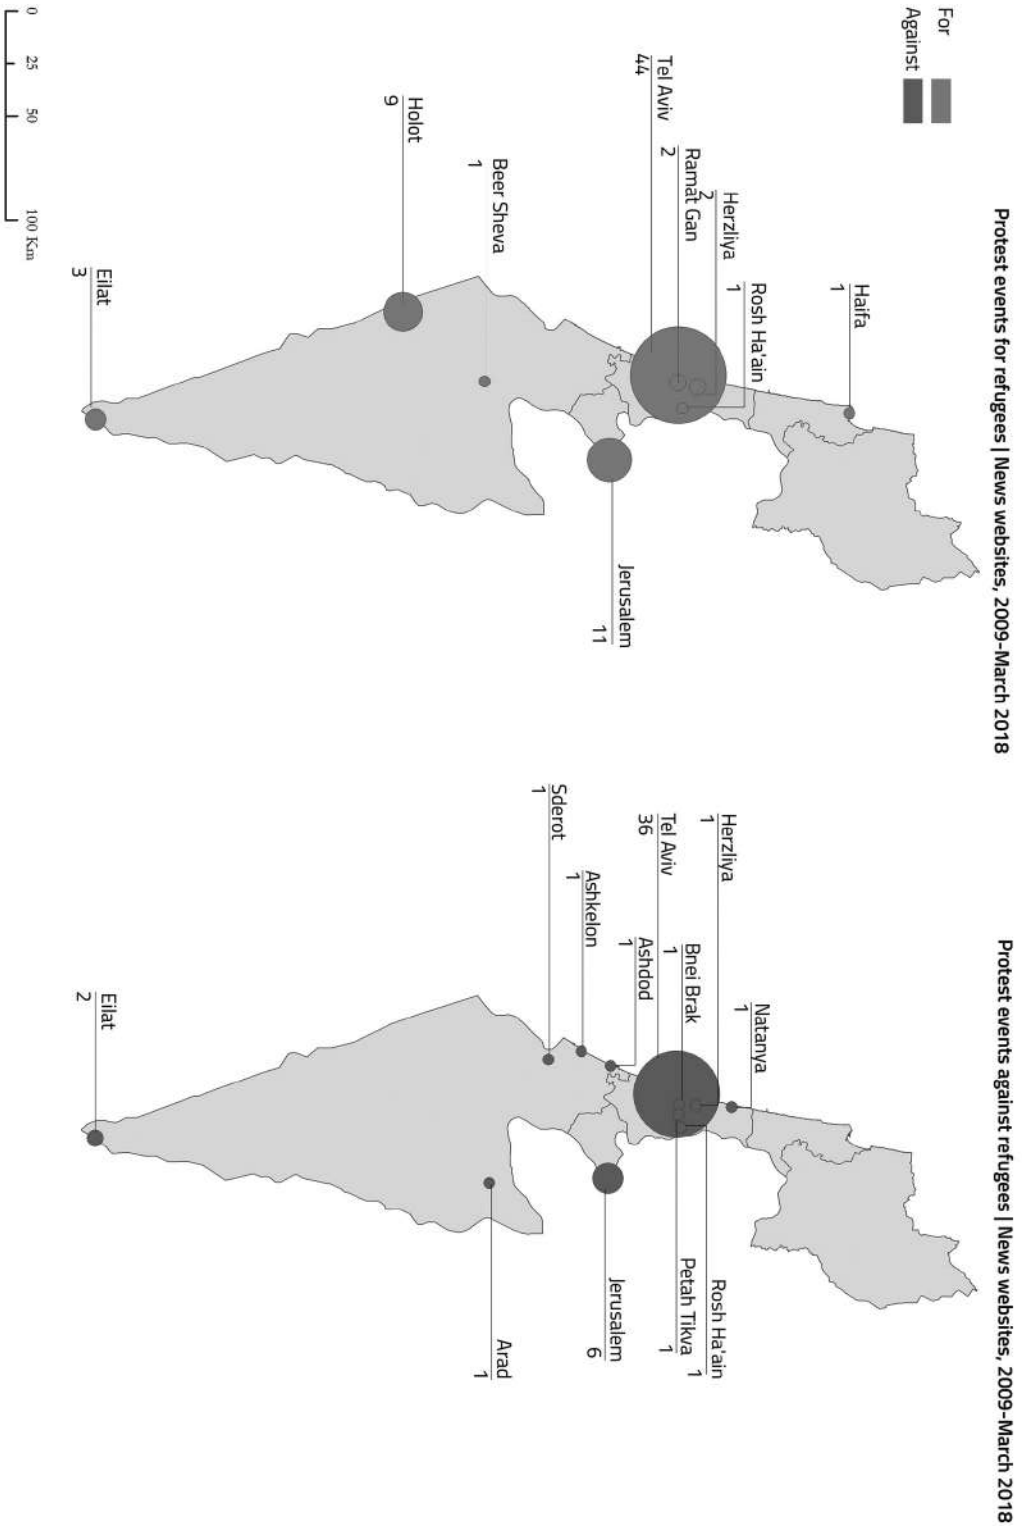 Protest events for refugees | News websites, 2009-March 2018
For
Against
Haifa
1
Rosh Ha'ain
1
Herzliya
2
Ramat Gan
2
Tel Aviv
44
Jerusalem
11
Beer Sheva
1
Holot
9
Eilat
3
0 25 50 100 Km
Protest events against refugees | News websites, 2009-March 2018
Natanya
1
Herzliya
1
Bnei Brak
1
Tel Aviv
36
Rosh Ha'ain
1
Petah Tikva
1
Ashdod
1
Jerusalem
6
Ashkelon
1
Sderot
1
Arad
1
Eilat
2